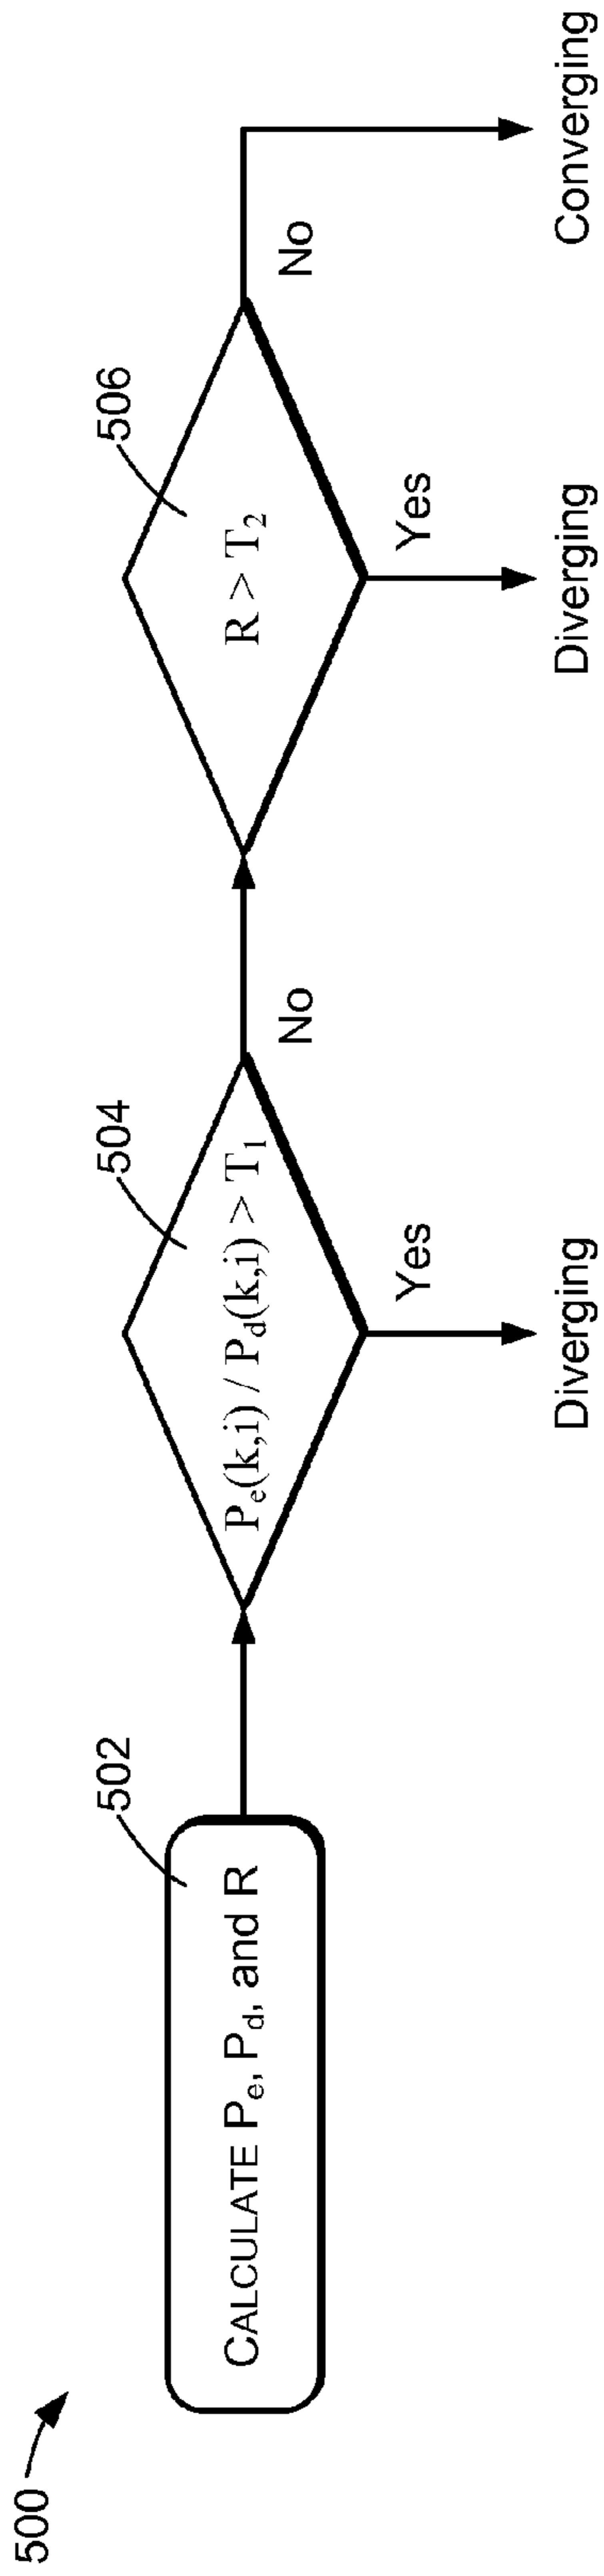 500
502
CALCULATE Pe, Pd, and R
504
Pe(k,i) / Pd(k,i) > T1
No
Yes
Diverging
506
R > T2
No
Yes
Diverging
Converging